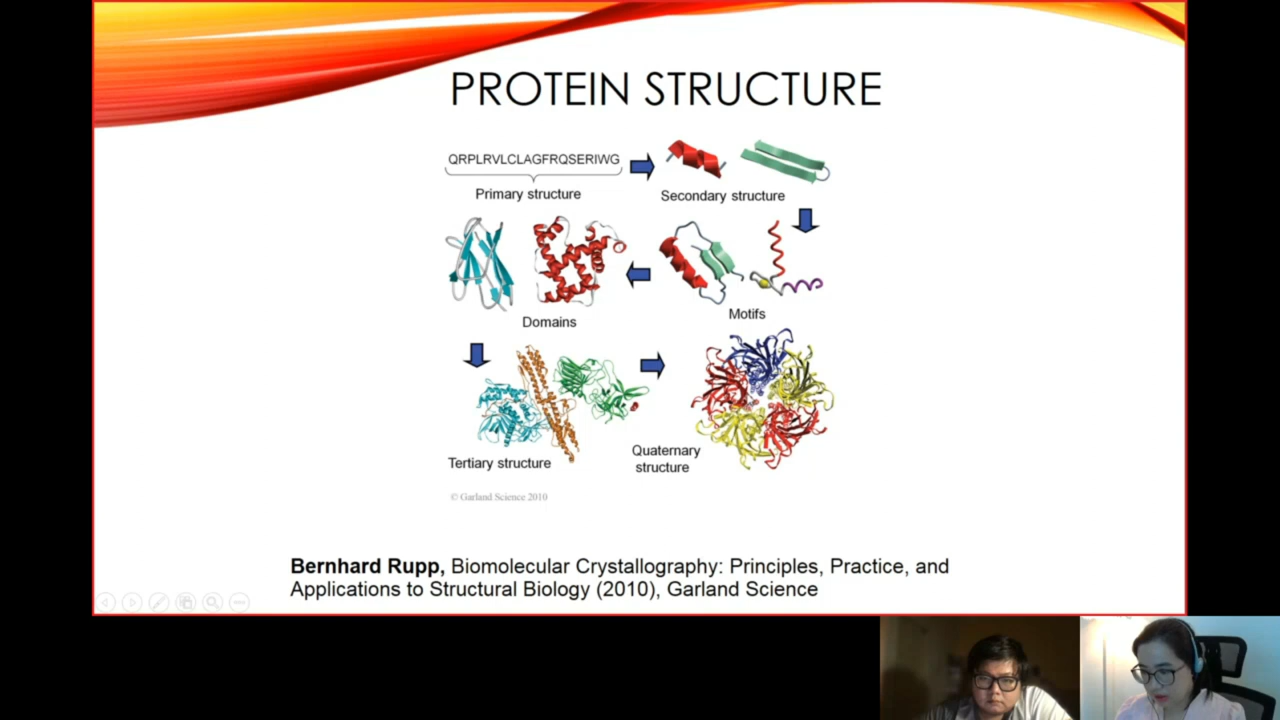 PROTEIN STRUCTURE
QRPLRVLCLAGFRQSERIWG
Primary structure
Secondary structure
Domains
Motifs
Tertiary structure
Quaternary
structure
© Garland Science 2010
Bernhard Rupp, Biomolecular Crystallography: Principles, Practice, and
Applications to Structural Biology (2010), Garland Science